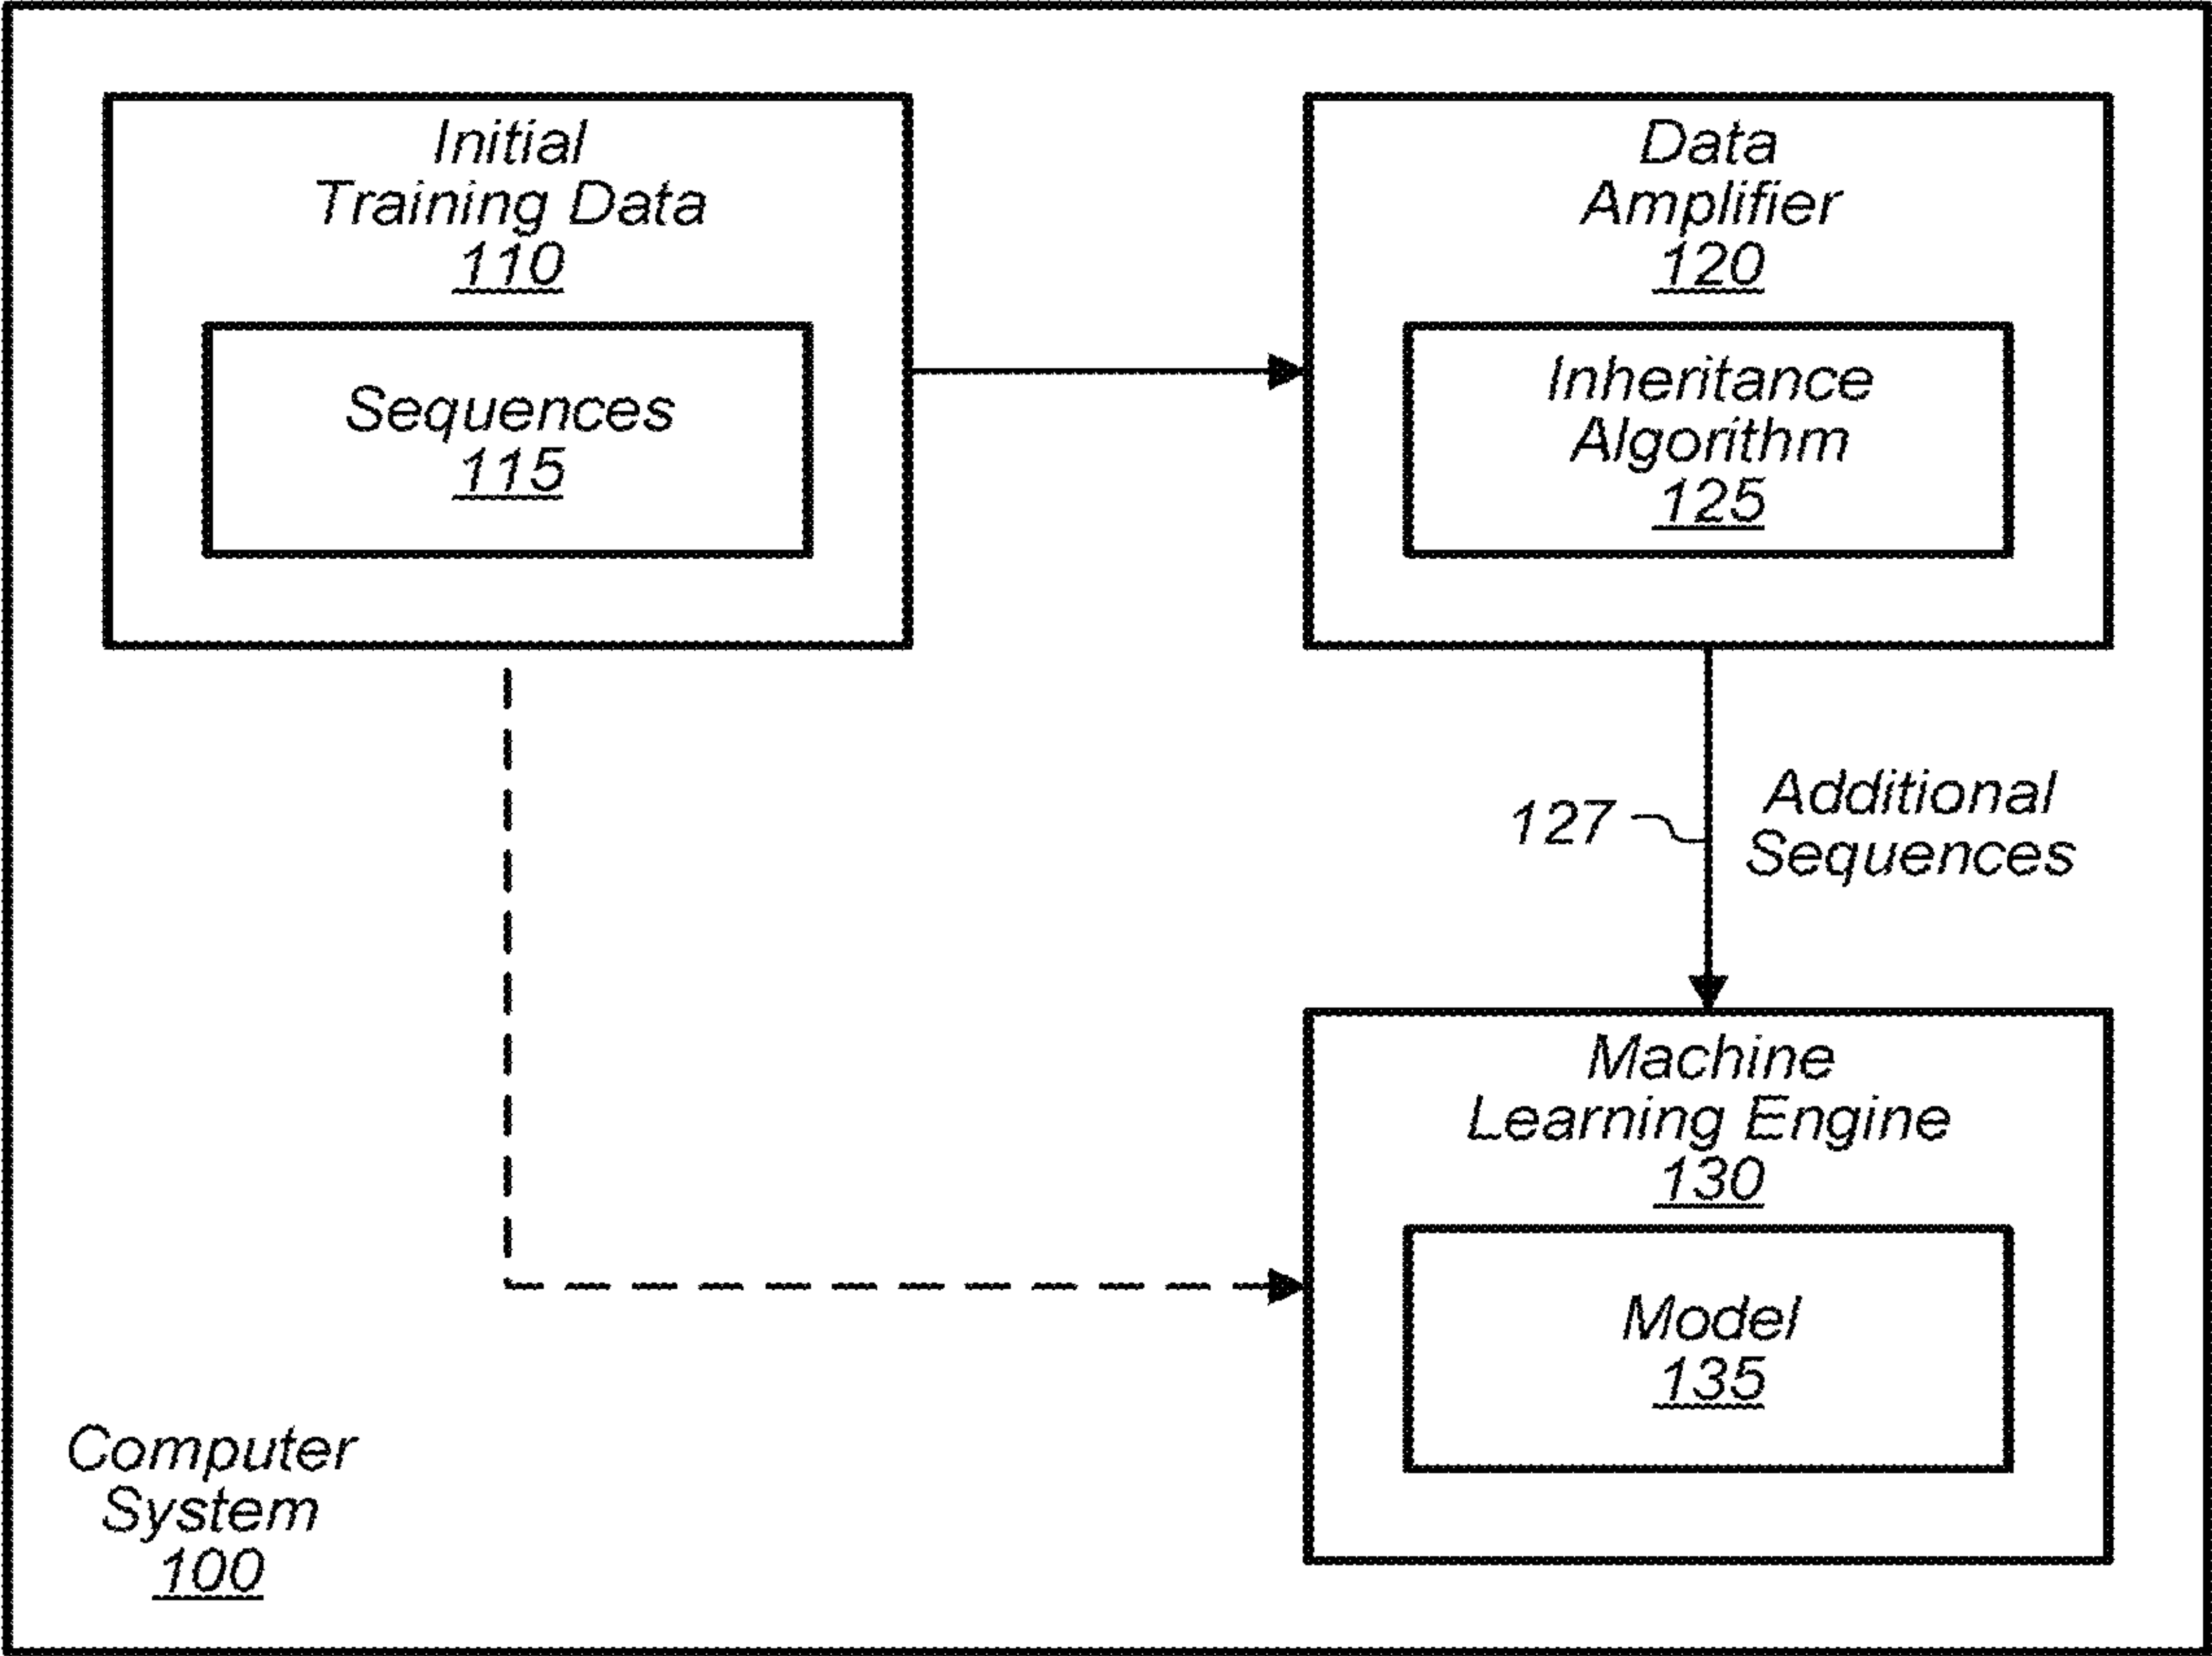 Initial
Training Data
110
Sequences
115
Data
Amplifier
120
Inheritance
Algorithm
125
127
Additional
Sequences
Machine
Learning Engine
130
Model
135
Computer
System
100